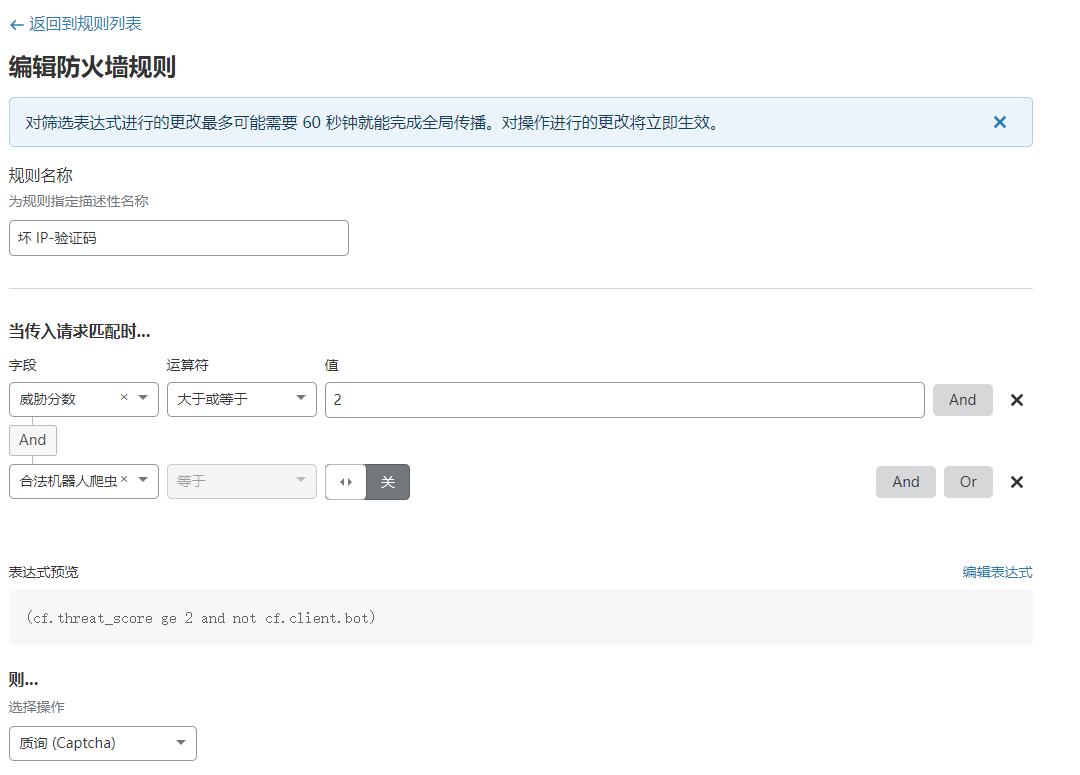 ← 返回到规则列表
编辑防火墙规则
对筛选表达式进行的更改最多可能需要 60 秒钟就能完成全局传播。对操作进行的更改将立即生效。 ×
规则名称
为规则指定描述性名称
坏 IP-验证码
当传入请求匹配时...
字段 运算符 值
威胁分数 × 大于或等于 2 And ×
And
合法机器人爬虫 × 等于 关 And Or ×
表达式预览 编辑表达式
(cf.threat_score ge 2 and not cf.client.bot)
则...
选择操作
质询 (Captcha)